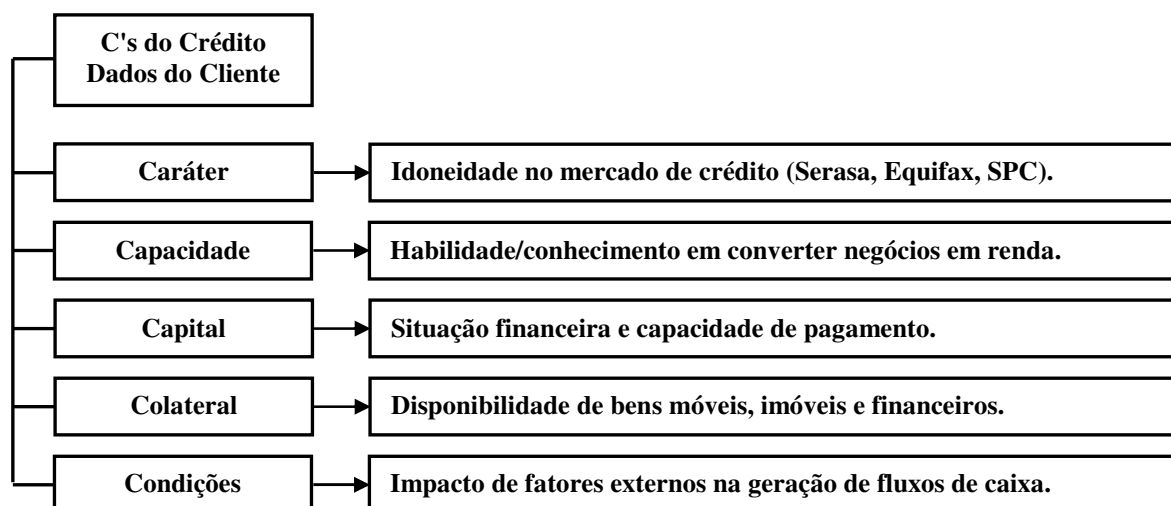 C's do Crédito
Dados do Cliente
Caráter
Idoneidade no mercado de crédito (Serasa, Equifax, SPC).
Capacidade
Habilidade/conhecimento em converter negócios em renda.
Capital
Situação financeira e capacidade de pagamento.
Colateral
Disponibilidade de bens móveis, imóveis e financeiros.
Condições
Impacto de fatores externos na geração de fluxos de caixa.